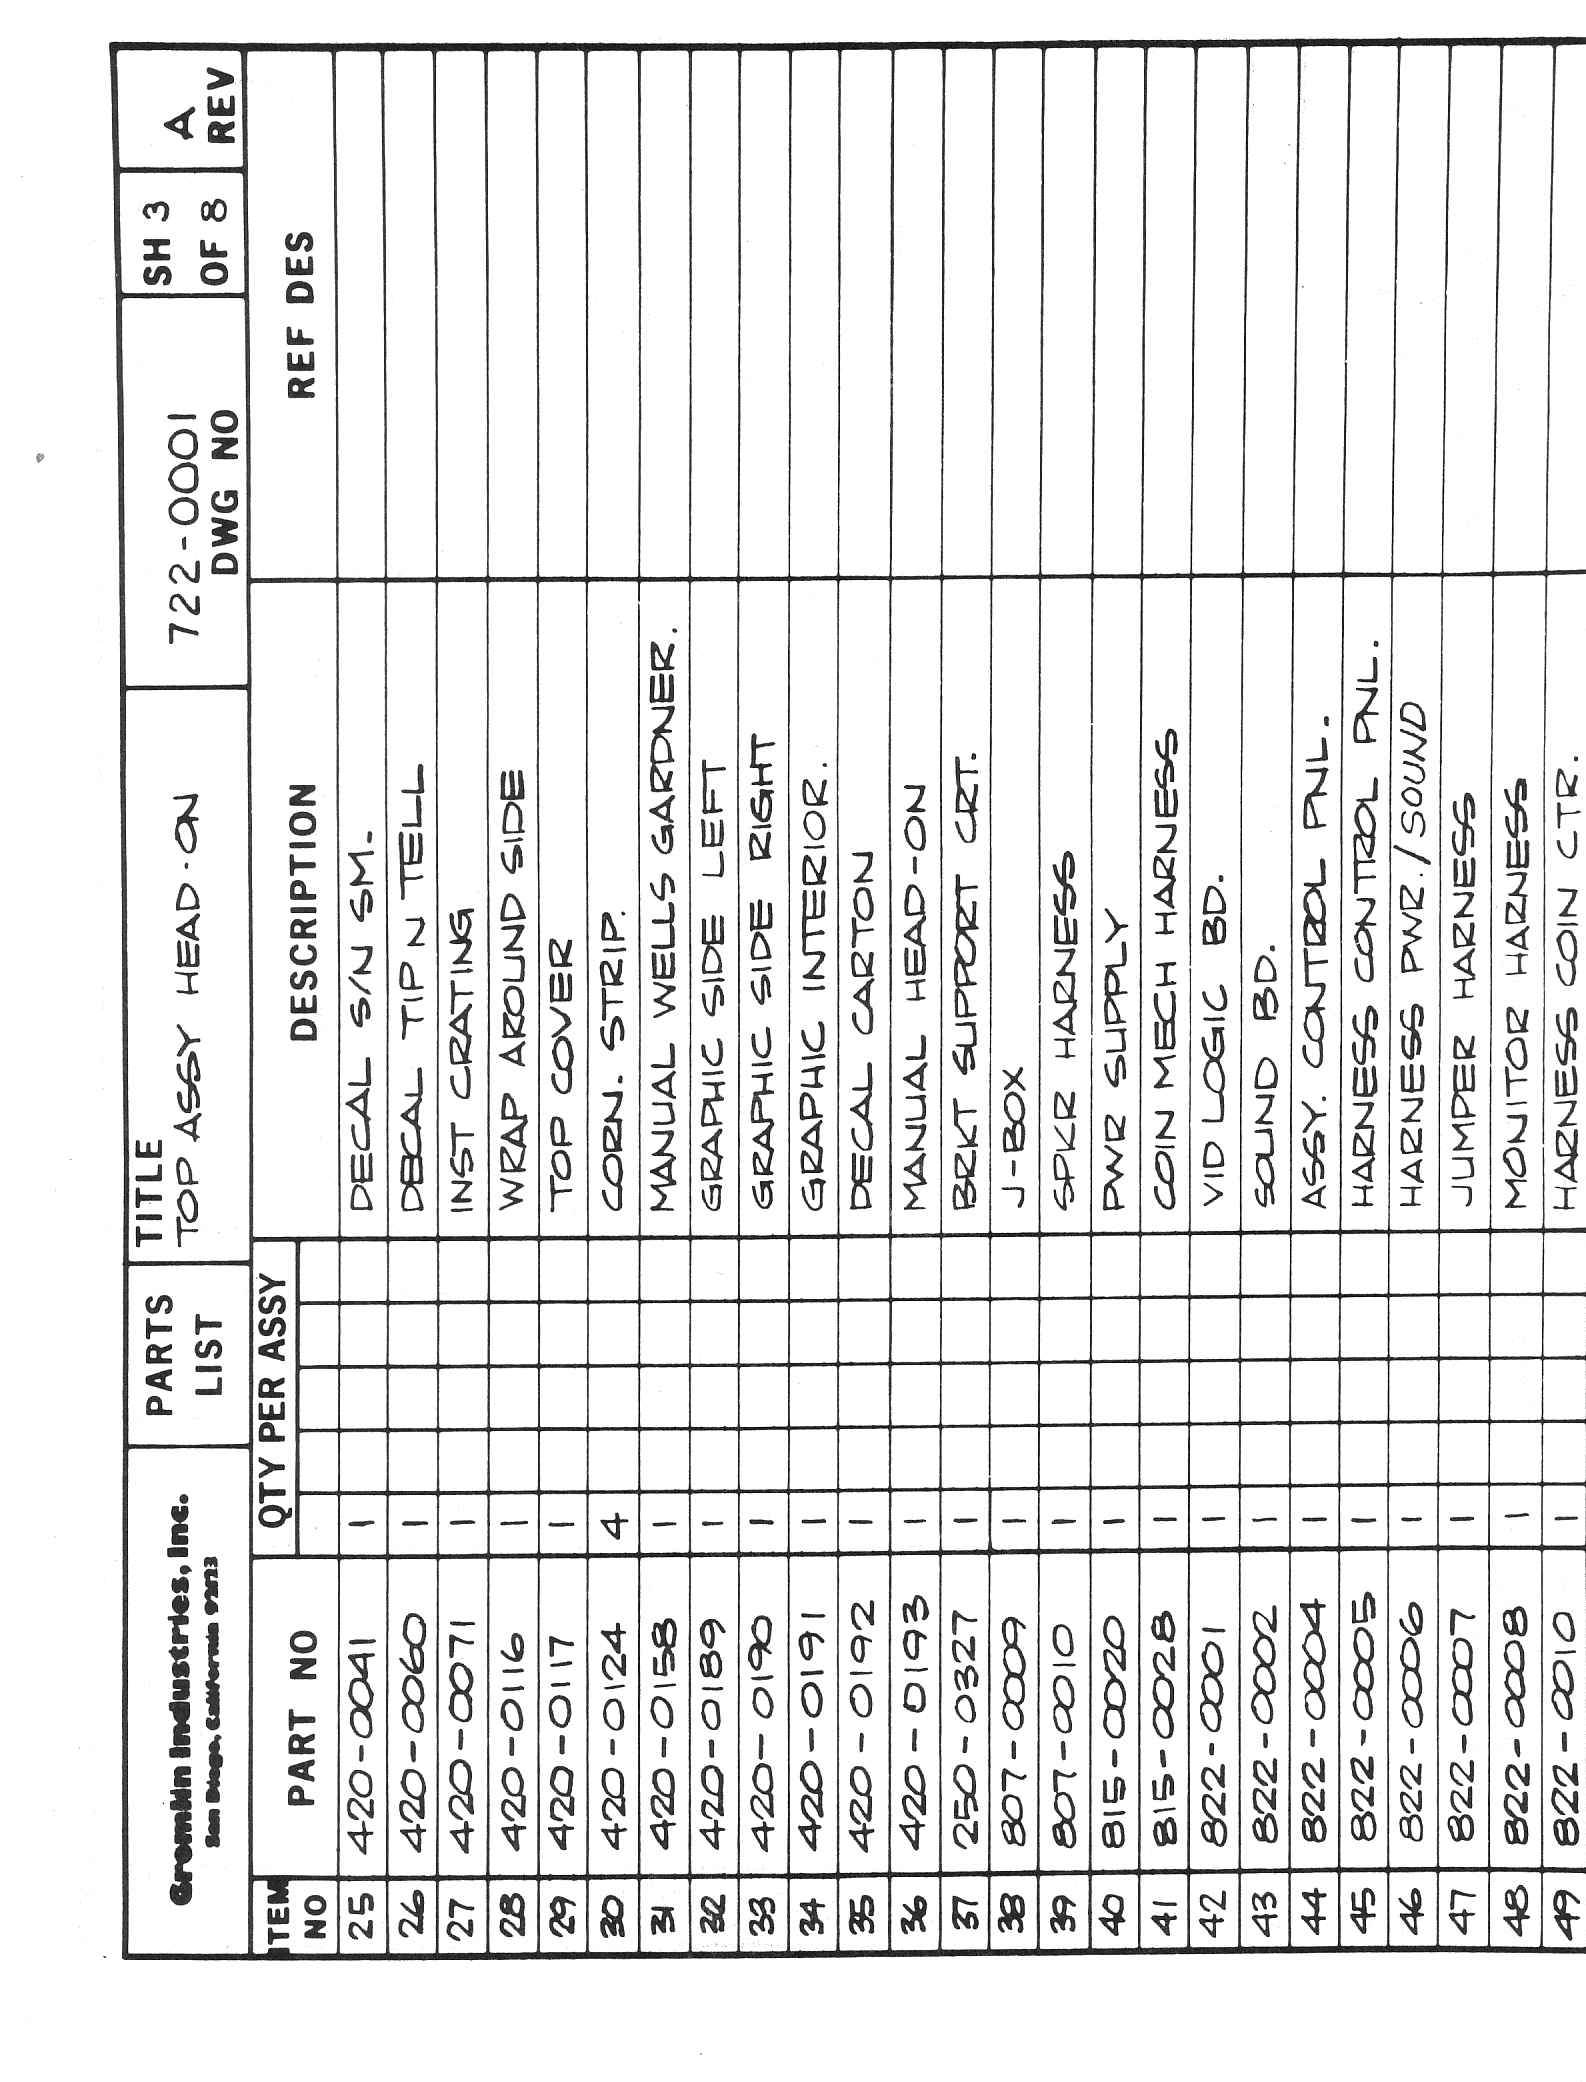 Gremlin Industries, Inc.
San Diego, California 92123
PARTS LIST
TITLE
TOP ASSY HEAD-ON
722-0001
DWG NO
SH 3
OF 8
A
REV
ITEM NO PART NO QTY PER ASSY DESCRIPTION REF DES
25 420-0041 1 DECAL S/N SM.
26 420-0060 1 DECAL TIP N TELL
27 420-0071 1 INST CRATING
28 420-0116 1 WRAP AROUND SIDE
29 420-0117 1 TOP COVER
30 420-0124 4 CORN. STRIP.
31 420-0158 1 MANUAL WELLS GARDNER.
32 420-0189 1 GRAPHIC SIDE LEFT
33 420-0190 1 GRAPHIC SIDE RIGHT
34 420-0191 1 GRAPHIC INTERIOR.
35 420-0192 1 DECAL CARTON
36 420-0193 1 MANUAL HEAD-ON
37 250-0327 1 BRKT SUPPORT CRT.
38 807-0009 1 J-BOX
39 807-0010 1 SPKR HARNESS
40 815-0020 1 PWR SUPPLY
41 815-0028 1 COIN MECH HARNESS
42 822-0001 1 VID LOGIC BD.
43 822-0002 1 SOUND BD.
44 822-0004 1 ASSY. CONTROL PNL.
45 822-0005 1 HARNESS CONTROL PNL.
46 822-0006 1 HARNESS PWR./SOUND
47 822-0007 1 JUMPER HARNESS
48 822-0008 1 MONITOR HARNESS
49 822-0010 1 HARNESS COIN CTR.